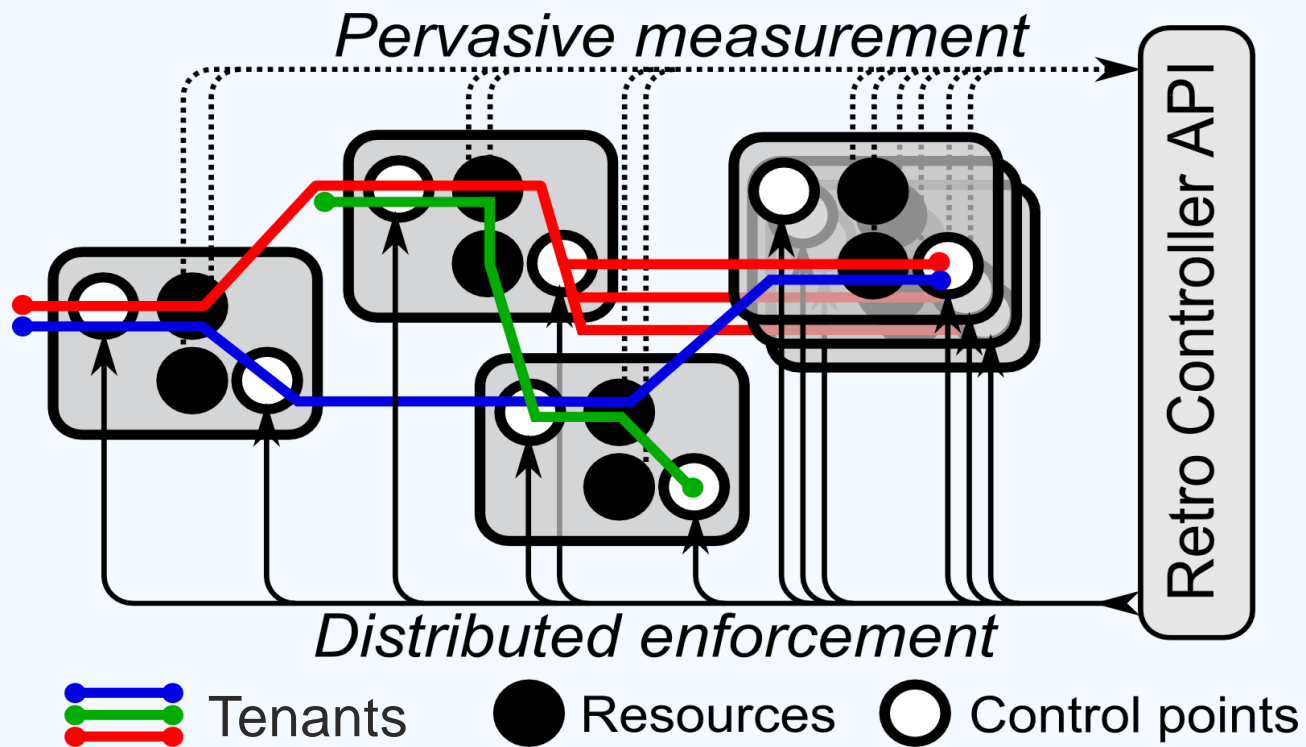 Pervasive measurement
Retro Controller API
Distributed enforcement
Tenants
Resources
Control points